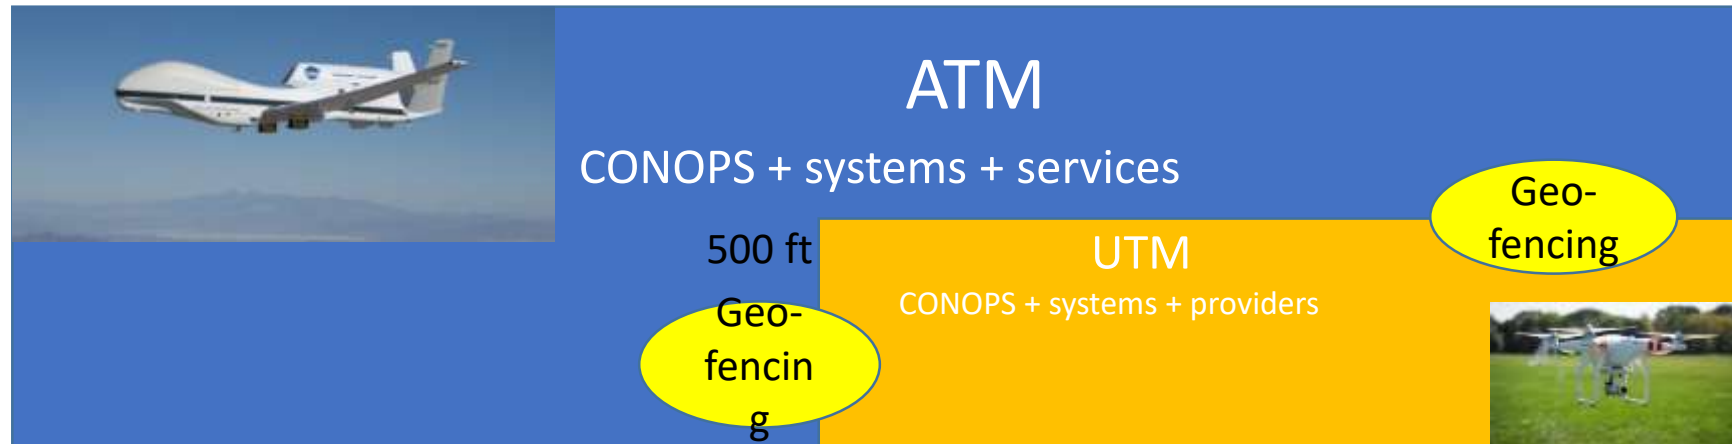 ATM
CONOPS + systems + services
Geo-
fencing
500 ft
UTM
CONOPS + systems + providers
Geo-
fencin
g